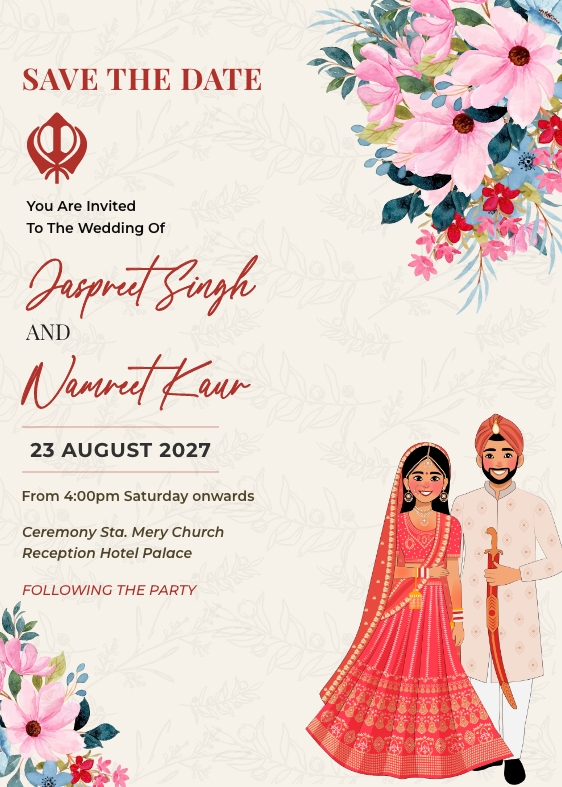 SAVE THE DATE
You Are Invited
To The Wedding Of
Jaspreet Singh
AND
Namreet Kaur
23 AUGUST 2027
From 4:00pm Saturday onwards
Ceremony Sta. Mery Church
Reception Hotel Palace
FOLLOWING THE PARTY